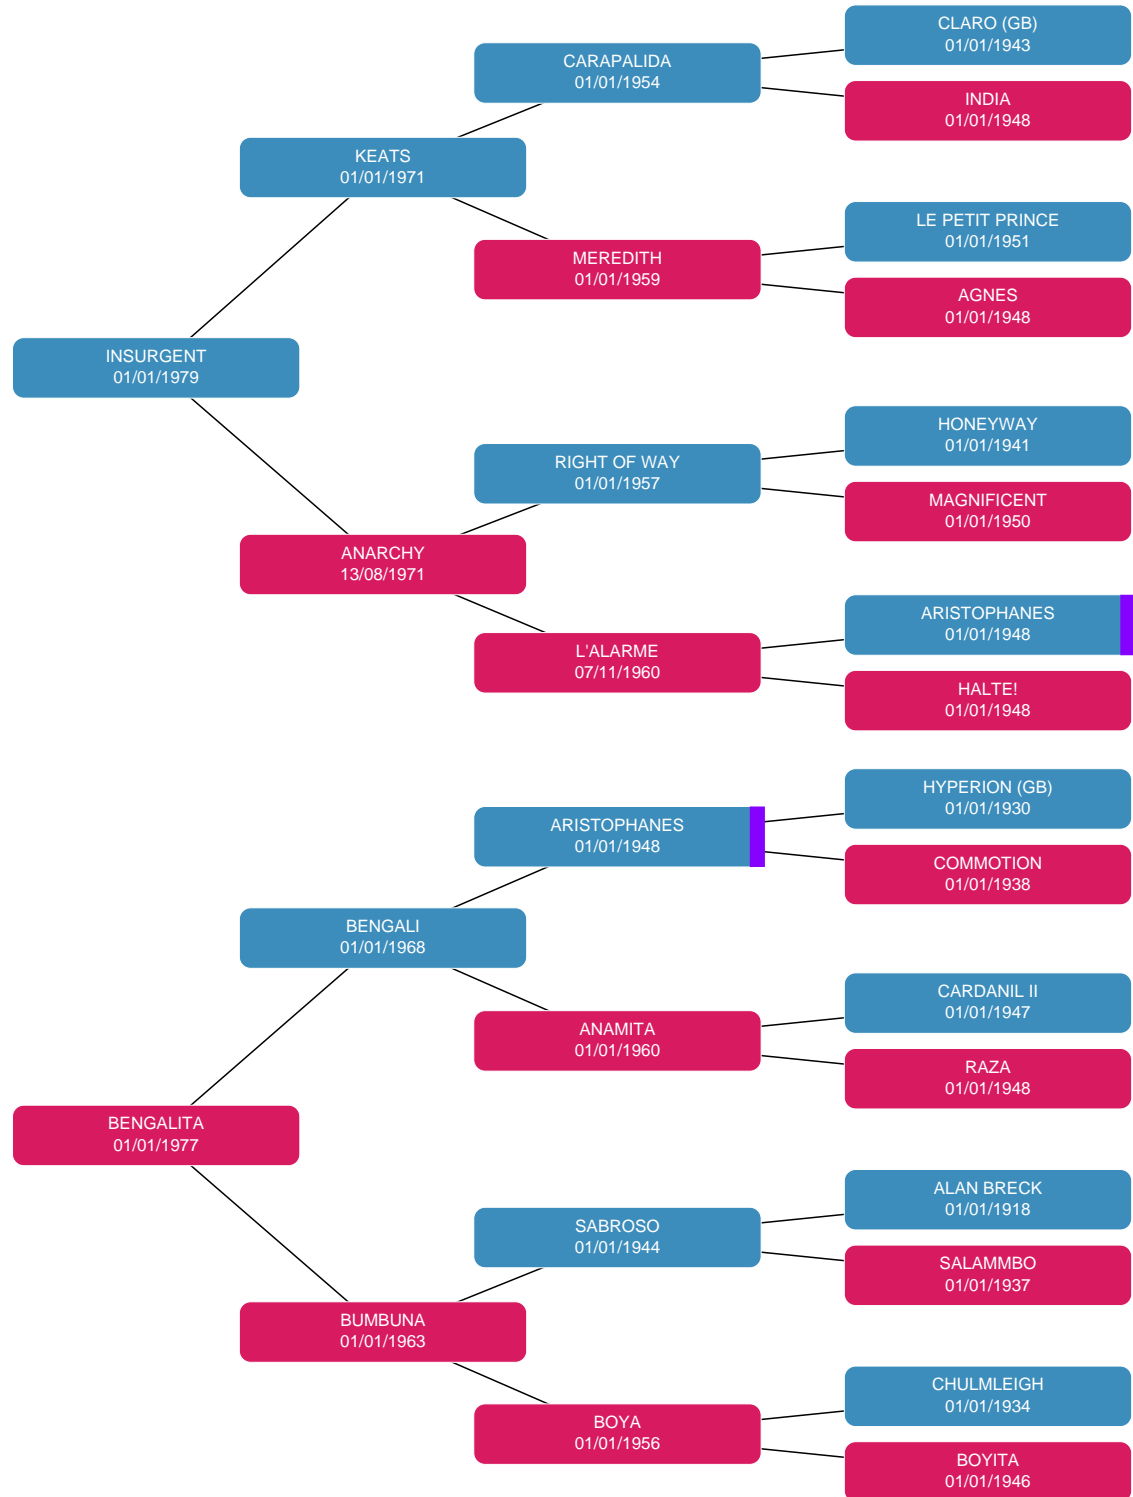 CLARO (GB)
01/01/1943
CARAPALIDA
01/01/1954
INDIA
01/01/1948
KEATS
01/01/1971
LE PETIT PRINCE
01/01/1951
MEREDITH
01/01/1959
AGNES
01/01/1948
INSURGENT
01/01/1979
HONEYWAY
01/01/1941
RIGHT OF WAY
01/01/1957
MAGNIFICENT
01/01/1950
ANARCHY
13/08/1971
ARISTOPHANES
01/01/1948
L'ALARME
07/11/1960
HALTE!
01/01/1948
HYPERION (GB)
01/01/1930
ARISTOPHANES
01/01/1948
COMMOTION
01/01/1938
BENGALI
01/01/1968
CARDANIL II
01/01/1947
ANAMITA
01/01/1960
RAZA
01/01/1948
BENGALITA
01/01/1977
ALAN BRECK
01/01/1918
SABROSO
01/01/1944
SALAMMBO
01/01/1937
BUMBUNA
01/01/1963
CHULMLEIGH
01/01/1934
BOYA
01/01/1956
BOYITA
01/01/1946